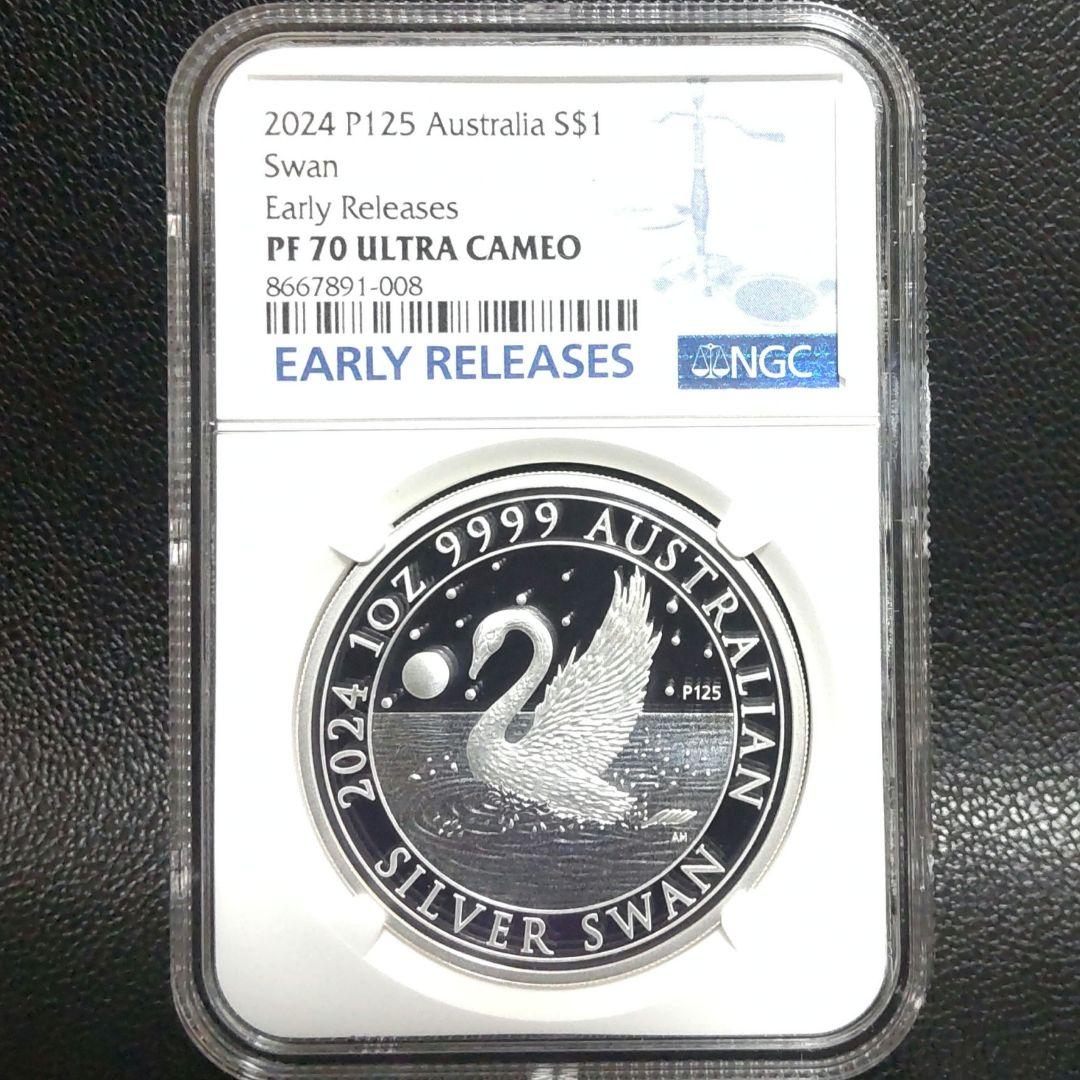 2024 P125 Australia S$1
Swan
Early Releases
PF 70 ULTRA CAMEO
8667891-008
EARLY RELEASES
NGC
2024 1OZ 9999 AUSTRALIAN
SILVER SWAN
P125
AH